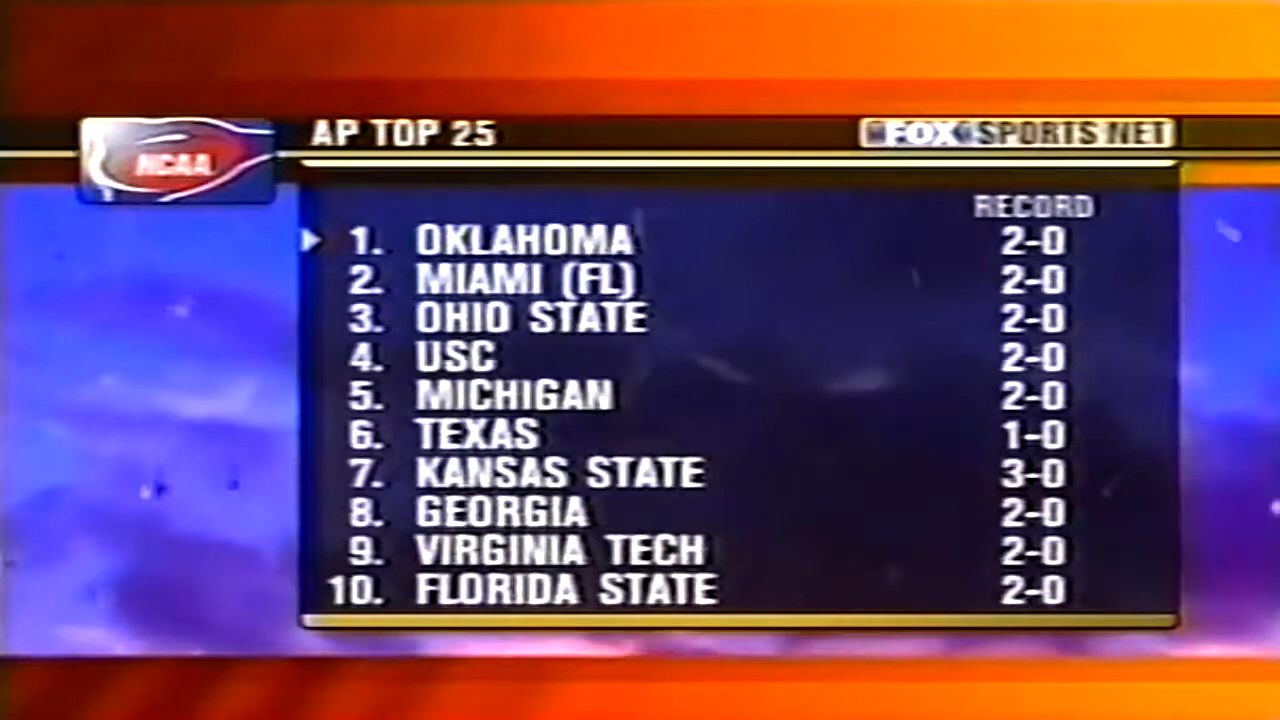 AP TOP 25
FOX SPORTS NET
NCAA
RECORD
1. OKLAHOMA 2-0
2. MIAMI (FL) 2-0
3. OHIO STATE 2-0
4. USC 2-0
5. MICHIGAN 2-0
6. TEXAS 1-0
7. KANSAS STATE 3-0
8. GEORGIA 2-0
9. VIRGINIA TECH 2-0
10. FLORIDA STATE 2-0